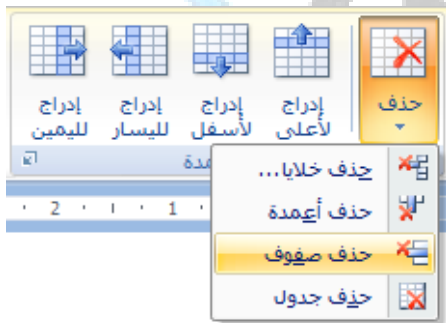 حذف
إدراج لأعلى
إدراج لأسفل
إدراج لليسار
إدراج لليمين
مدة
حذف خلايا...
حذف أعمدة
حذف صفوف
حذف جدول
1 2